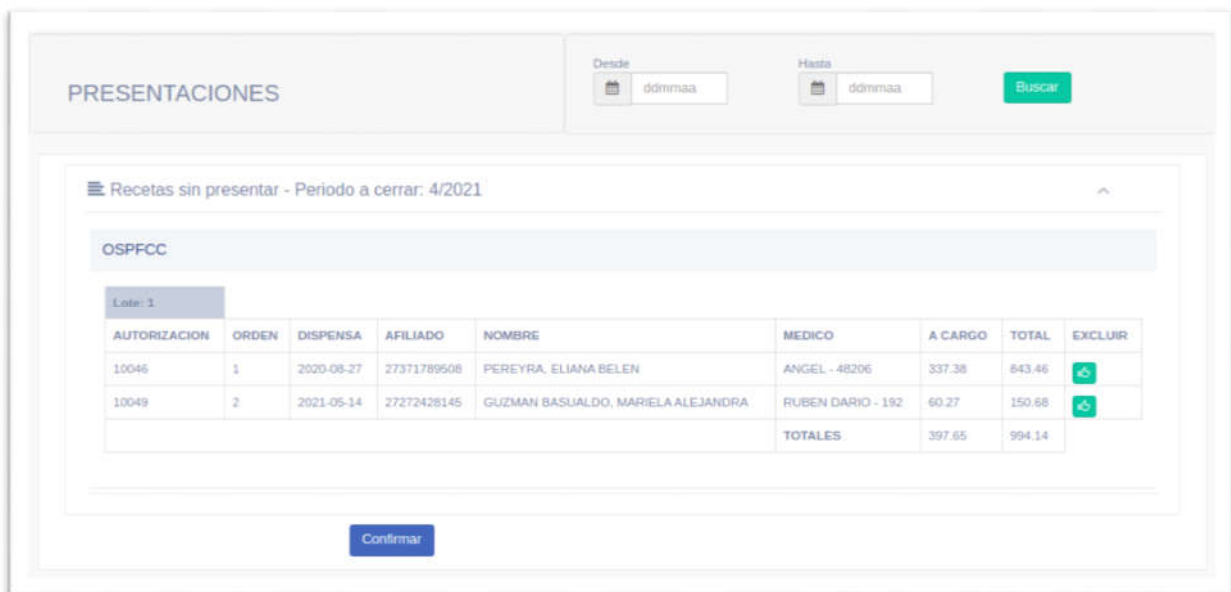 Desde Hasta
PRESENTACIONES ddmmaa ddmmaa Buscar
Recetas sin presentar - Periodo a cerrar: 4/2021
OSPFCC
Lote: 1
AUTORIZACION ORDEN DISPENSA AFILIADO NOMBRE MEDICO A CARGO TOTAL EXCLUIR
10046 1 2020-08-27 27371789508 PEREYRA, ELIANA BELEN ANGEL - 48206 337.38 843.46
10049 2 2021-05-14 27272428145 GUZMAN BASUALDO, MARIELA ALEJANDRA RUBEN DARIO - 192 60.27 150.68
TOTALES 397.65 994.14
Confirmar